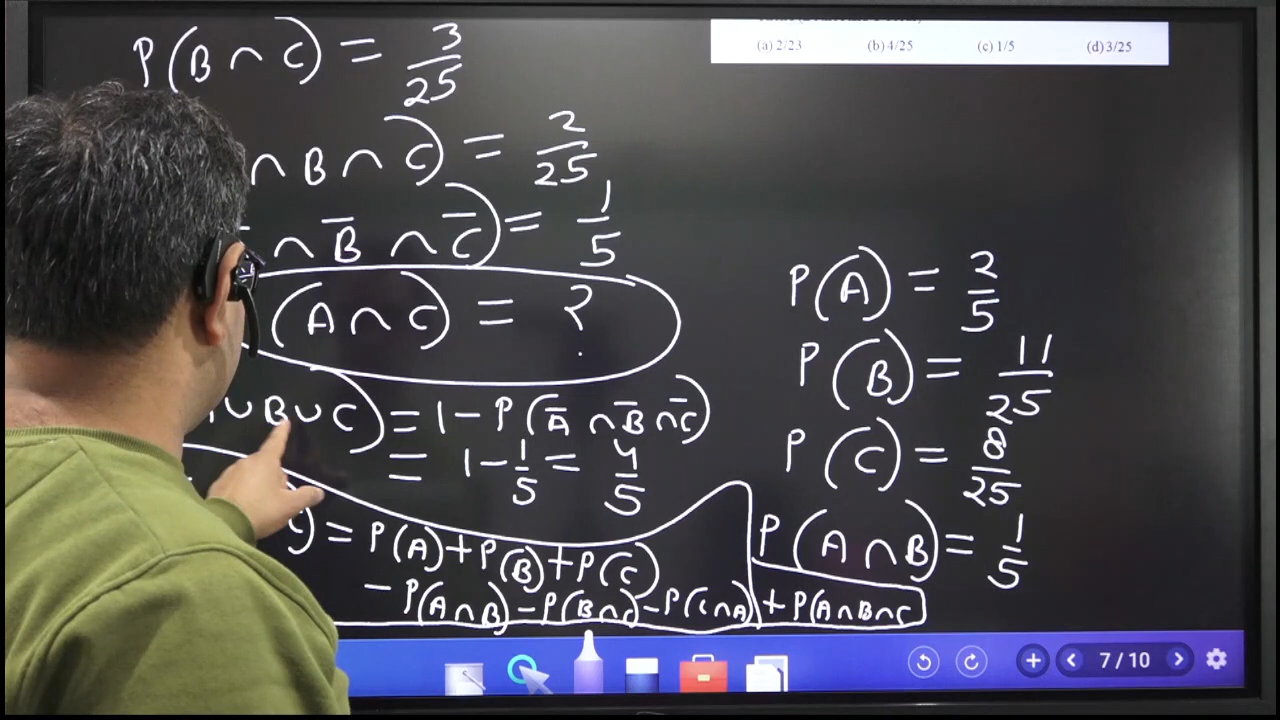 (a) 2/23 (b) 4/25 (c) 1/5 (d) 3/25
P(B∩C) = 3/25
∩B∩C) = 2/25
∩B̄∩C̄) = 1/5
(A∩C) = ?
∪B∪C) = 1 - P(Ā∩B̄∩C̄)
= 1 - 1/5 = 4/5
) = P(A) + P(B) + P(C)
- P(A∩B) - P(B∩C) - P(C∩A) + P(A∩B∩C
P(A) = 2/5
P(B) = 11/25
P(C) = 8/25
P(A∩B) = 1/5
7 / 10